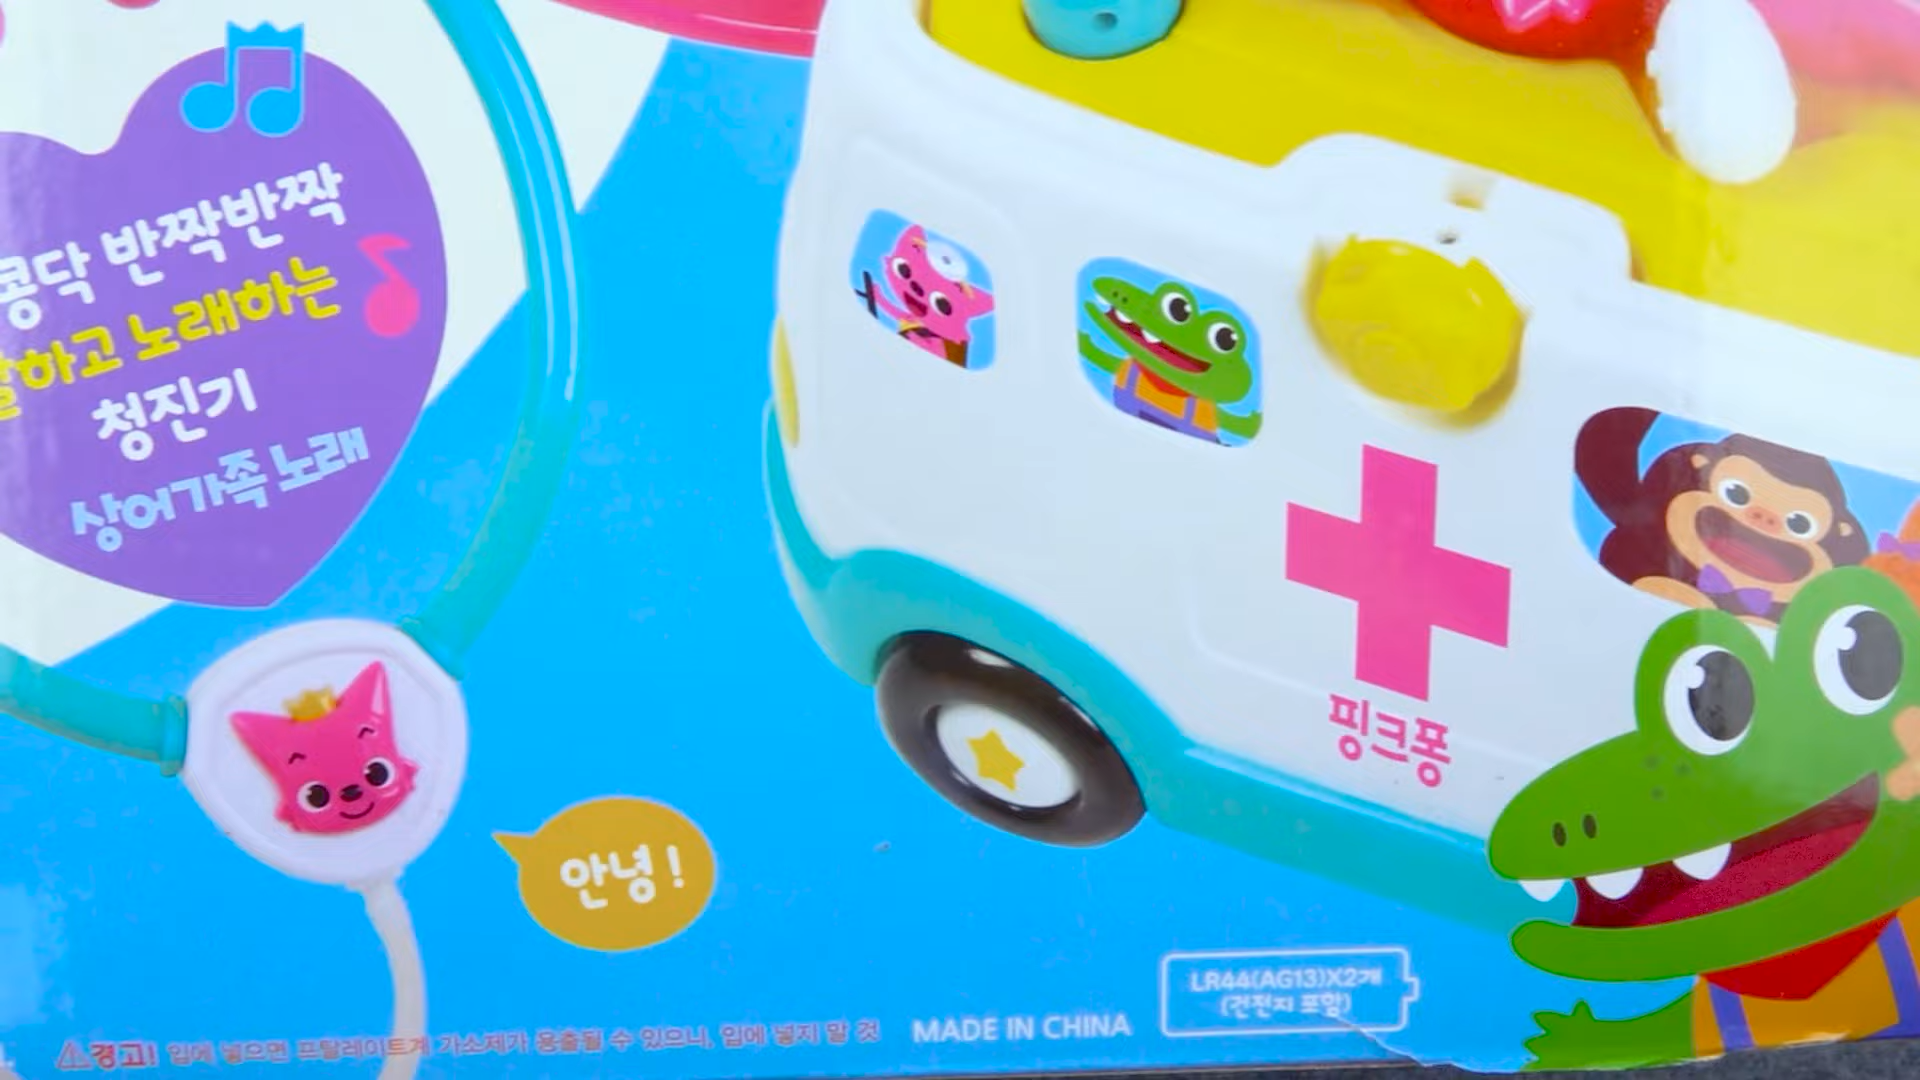 콩닥 반짝반짝
말하고 노래하는
청진기
상어가족 노래
핑크퐁
안녕!
LR44(AG13)X2개
(건전지 포함)
MADE IN CHINA
경고! 입에 넣으면 프탈레이트계 가소제가 용출될 수 있으니, 입에 넣지 말 것